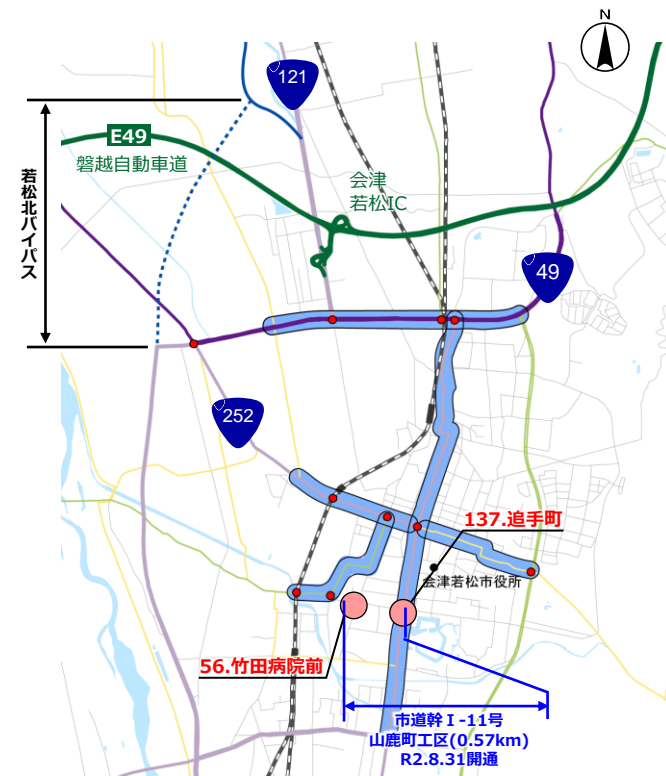 N
121
E49
磐越自動車道
会津
若松IC
若松北バイパス
49
252
137.追手町
会津若松市役所
56.竹田病院前
市道幹Ⅰ-11号
山鹿町工区(0.57km)
R2.8.31開通